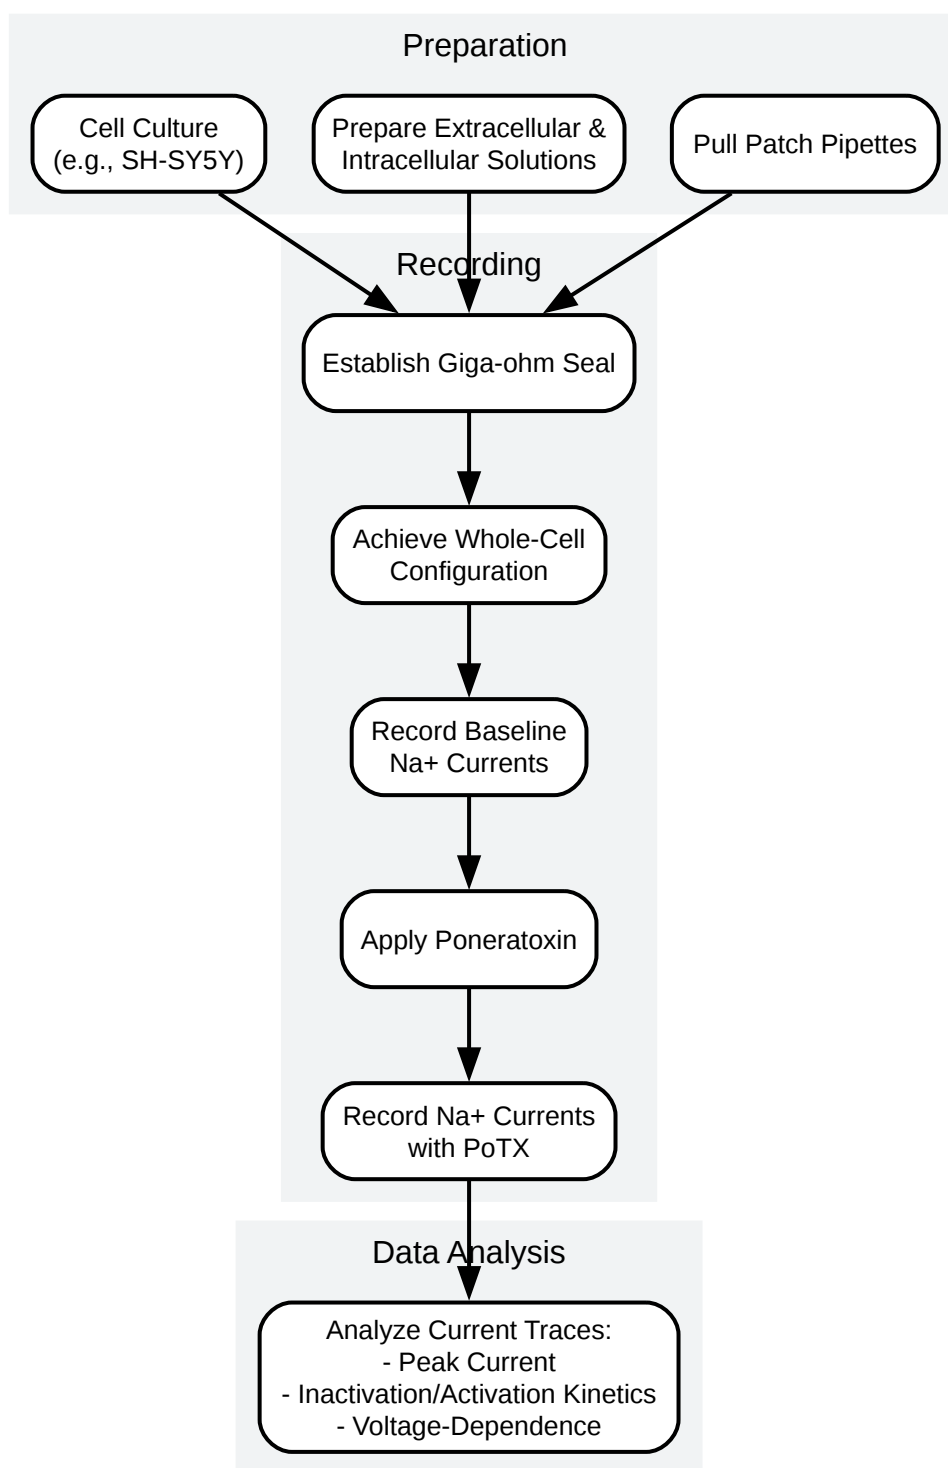 Preparation
Cell Culture
(e.g., SH-SY5Y)
Prepare Extracellular &
Intracellular Solutions
Pull Patch Pipettes
Recording
Establish Giga-ohm Seal
Achieve Whole-Cell
Configuration
Record Baseline
Na+ Currents
Apply Poneratoxin
Record Na+ Currents
with PoTX
Data Analysis
Analyze Current Traces:
- Peak Current
- Inactivation/Activation Kinetics
- Voltage-Dependence